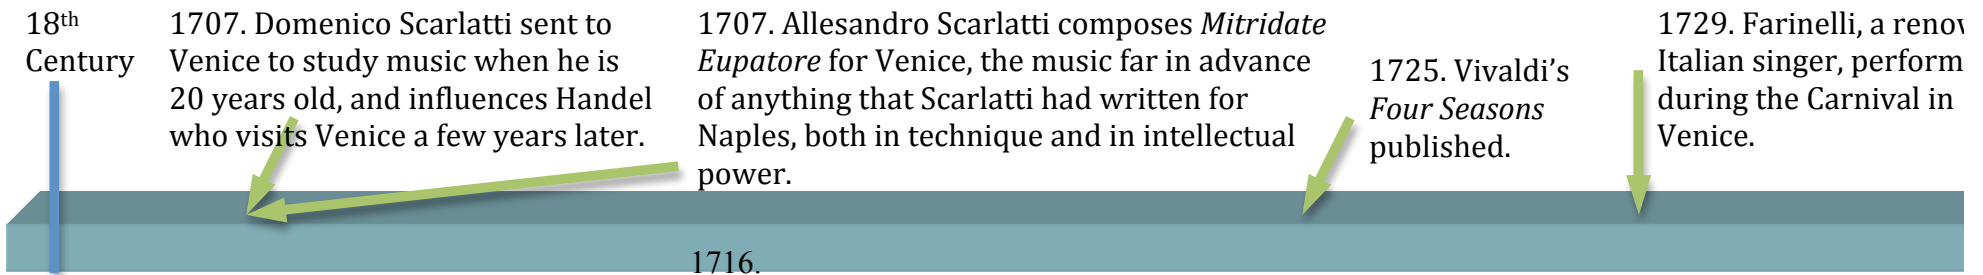 18th
Century
1707. Domenico Scarlatti sent to
Venice to study music when he is
20 years old, and influences Handel
who visits Venice a few years later.
1707. Allesandro Scarlatti composes Mitridate
Eupatore for Venice, the music far in advance
of anything that Scarlatti had written for
Naples, both in technique and in intellectual
power.
1725. Vivaldi’s
Four Seasons
published.
1729. Farinelli, a
Italian singer, perform
during the Carnival in
Venice.
1716.